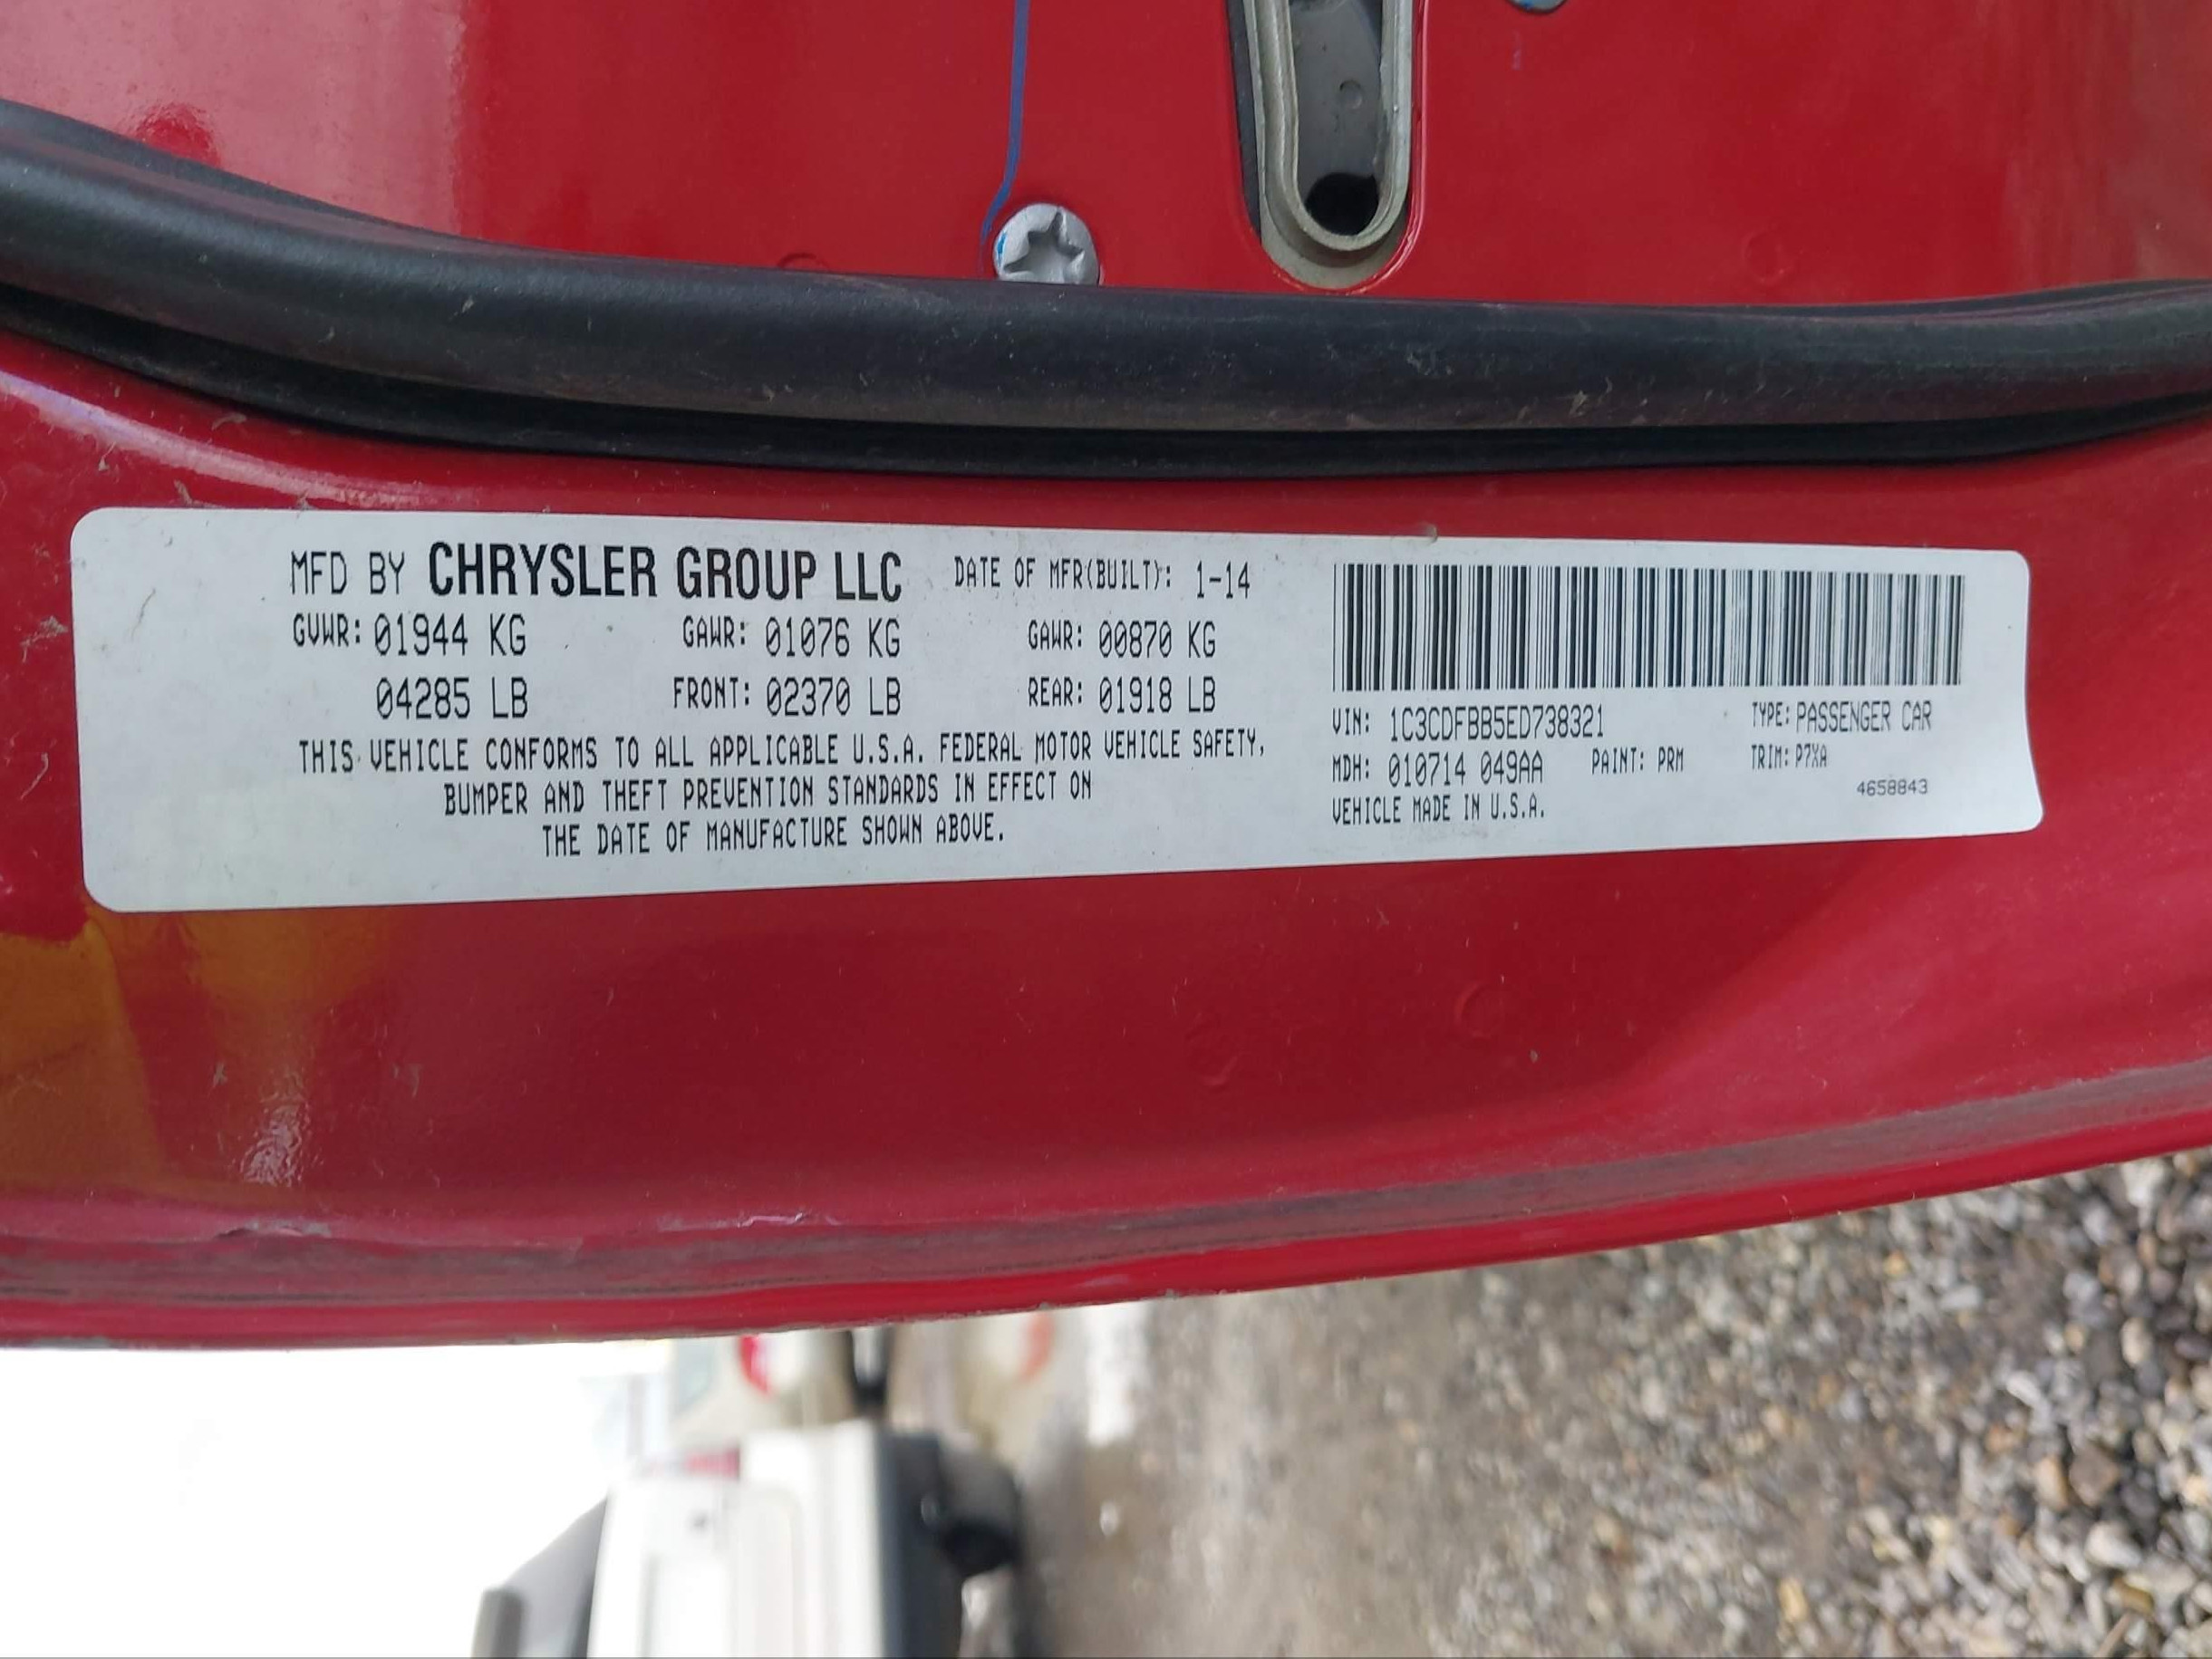 MFD BY CHRYSLER GROUP LLC DATE OF MFR(BUILT): 1-14
GVWR: 01944 KG GAWR: 01076 KG GAWR: 00870 KG
04285 LB FRONT: 02370 LB REAR: 01918 LB
THIS VEHICLE CONFORMS TO ALL APPLICABLE U.S.A. FEDERAL MOTOR VEHICLE SAFETY,
BUMPER AND THEFT PREVENTION STANDARDS IN EFFECT ON
THE DATE OF MANUFACTURE SHOWN ABOVE.
VIN: 1C3CDFBB5ED738321 TYPE: PASSENGER CAR
MDH: 010714 049AA PAINT: PRM TRIM: P7XA
VEHICLE MADE IN U.S.A. 4658843